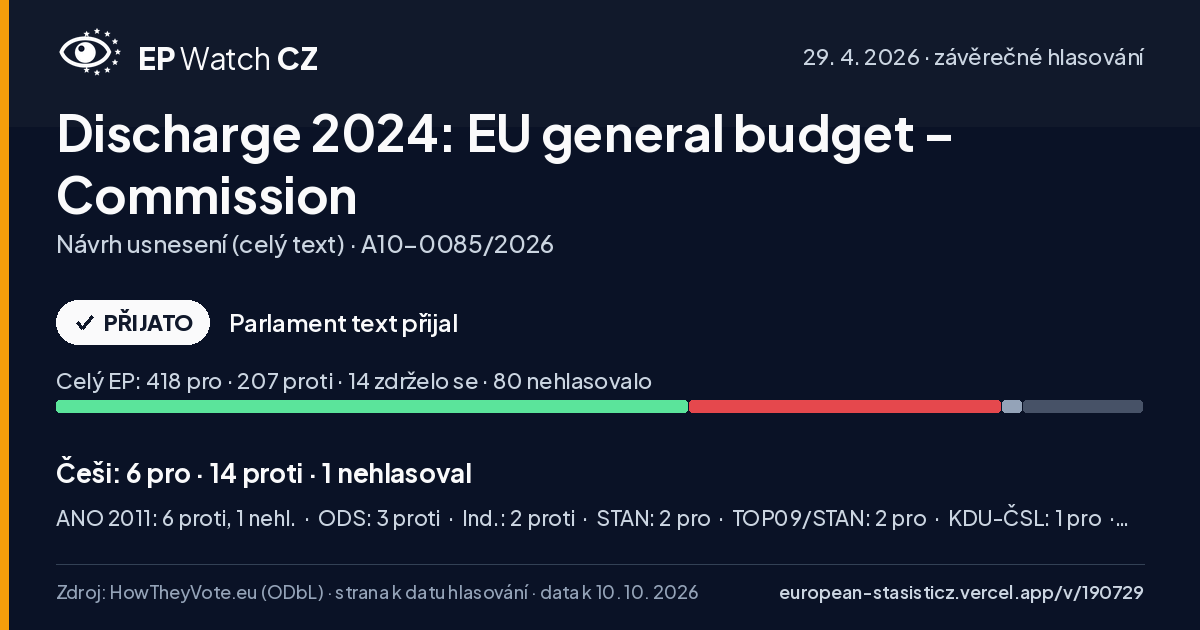 EP Watch CZ
29. 4. 2026 · závěrečné hlasování
Discharge 2024: EU general budget –
Commission
Návrh usnesení (celý text) · A10-0085/2026
✓ PŘIJATO
Parlament text přijal
Celý EP: 418 pro · 207 proti · 14 zdrželo se · 80 nehlasovalo
Češi: 6 pro · 14 proti · 1 nehlasoval
ANO 2011: 6 proti, 1 nehl. · ODS: 3 proti · Ind.: 2 proti · STAN: 2 pro · TOP09/STAN: 2 pro · KDU-ČSL: 1 pro ·…
Zdroj: HowTheyVote.eu (ODbL) · strana k datu hlasování · data k 10. 10. 2026
european-stasisticz.vercel.app/v/190729